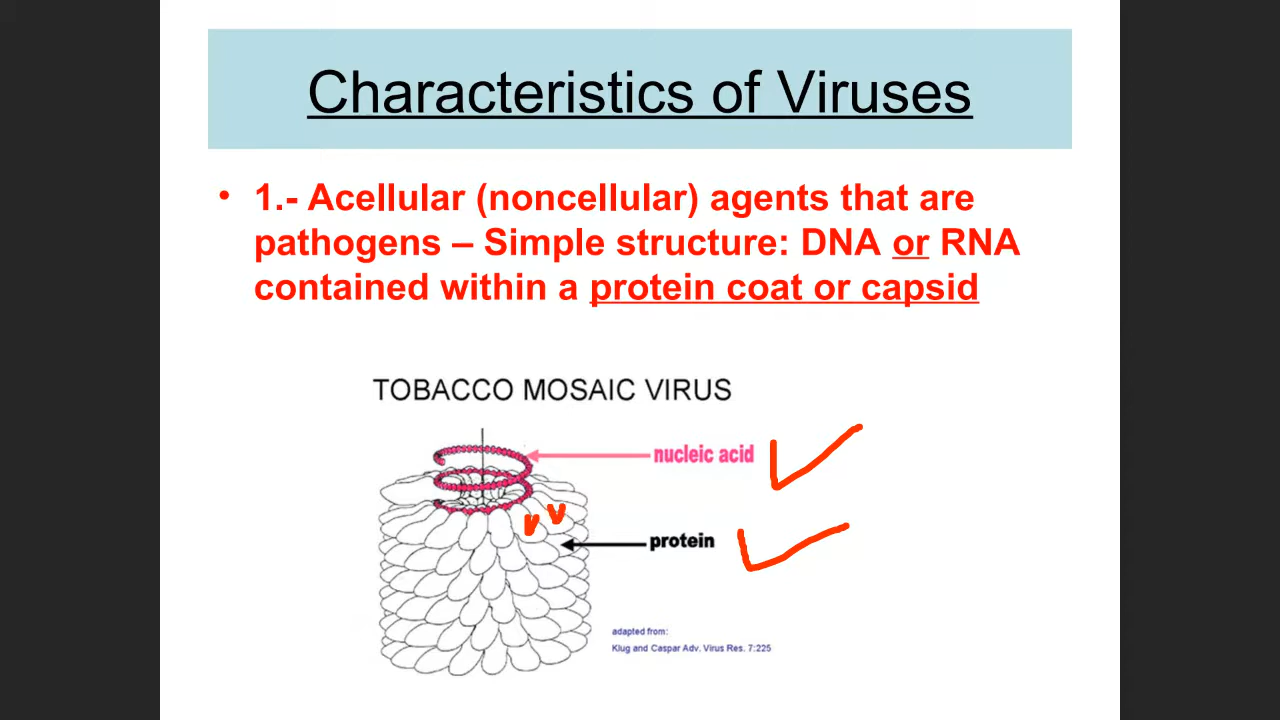 Characteristics of Viruses
• 1.- Acellular (noncellular) agents that are
pathogens – Simple structure: DNA or RNA
contained within a protein coat or capsid
TOBACCO MOSAIC VIRUS
nucleic acid
protein
adapted from:
Klug and Caspar Adv. Virus Res. 7:225